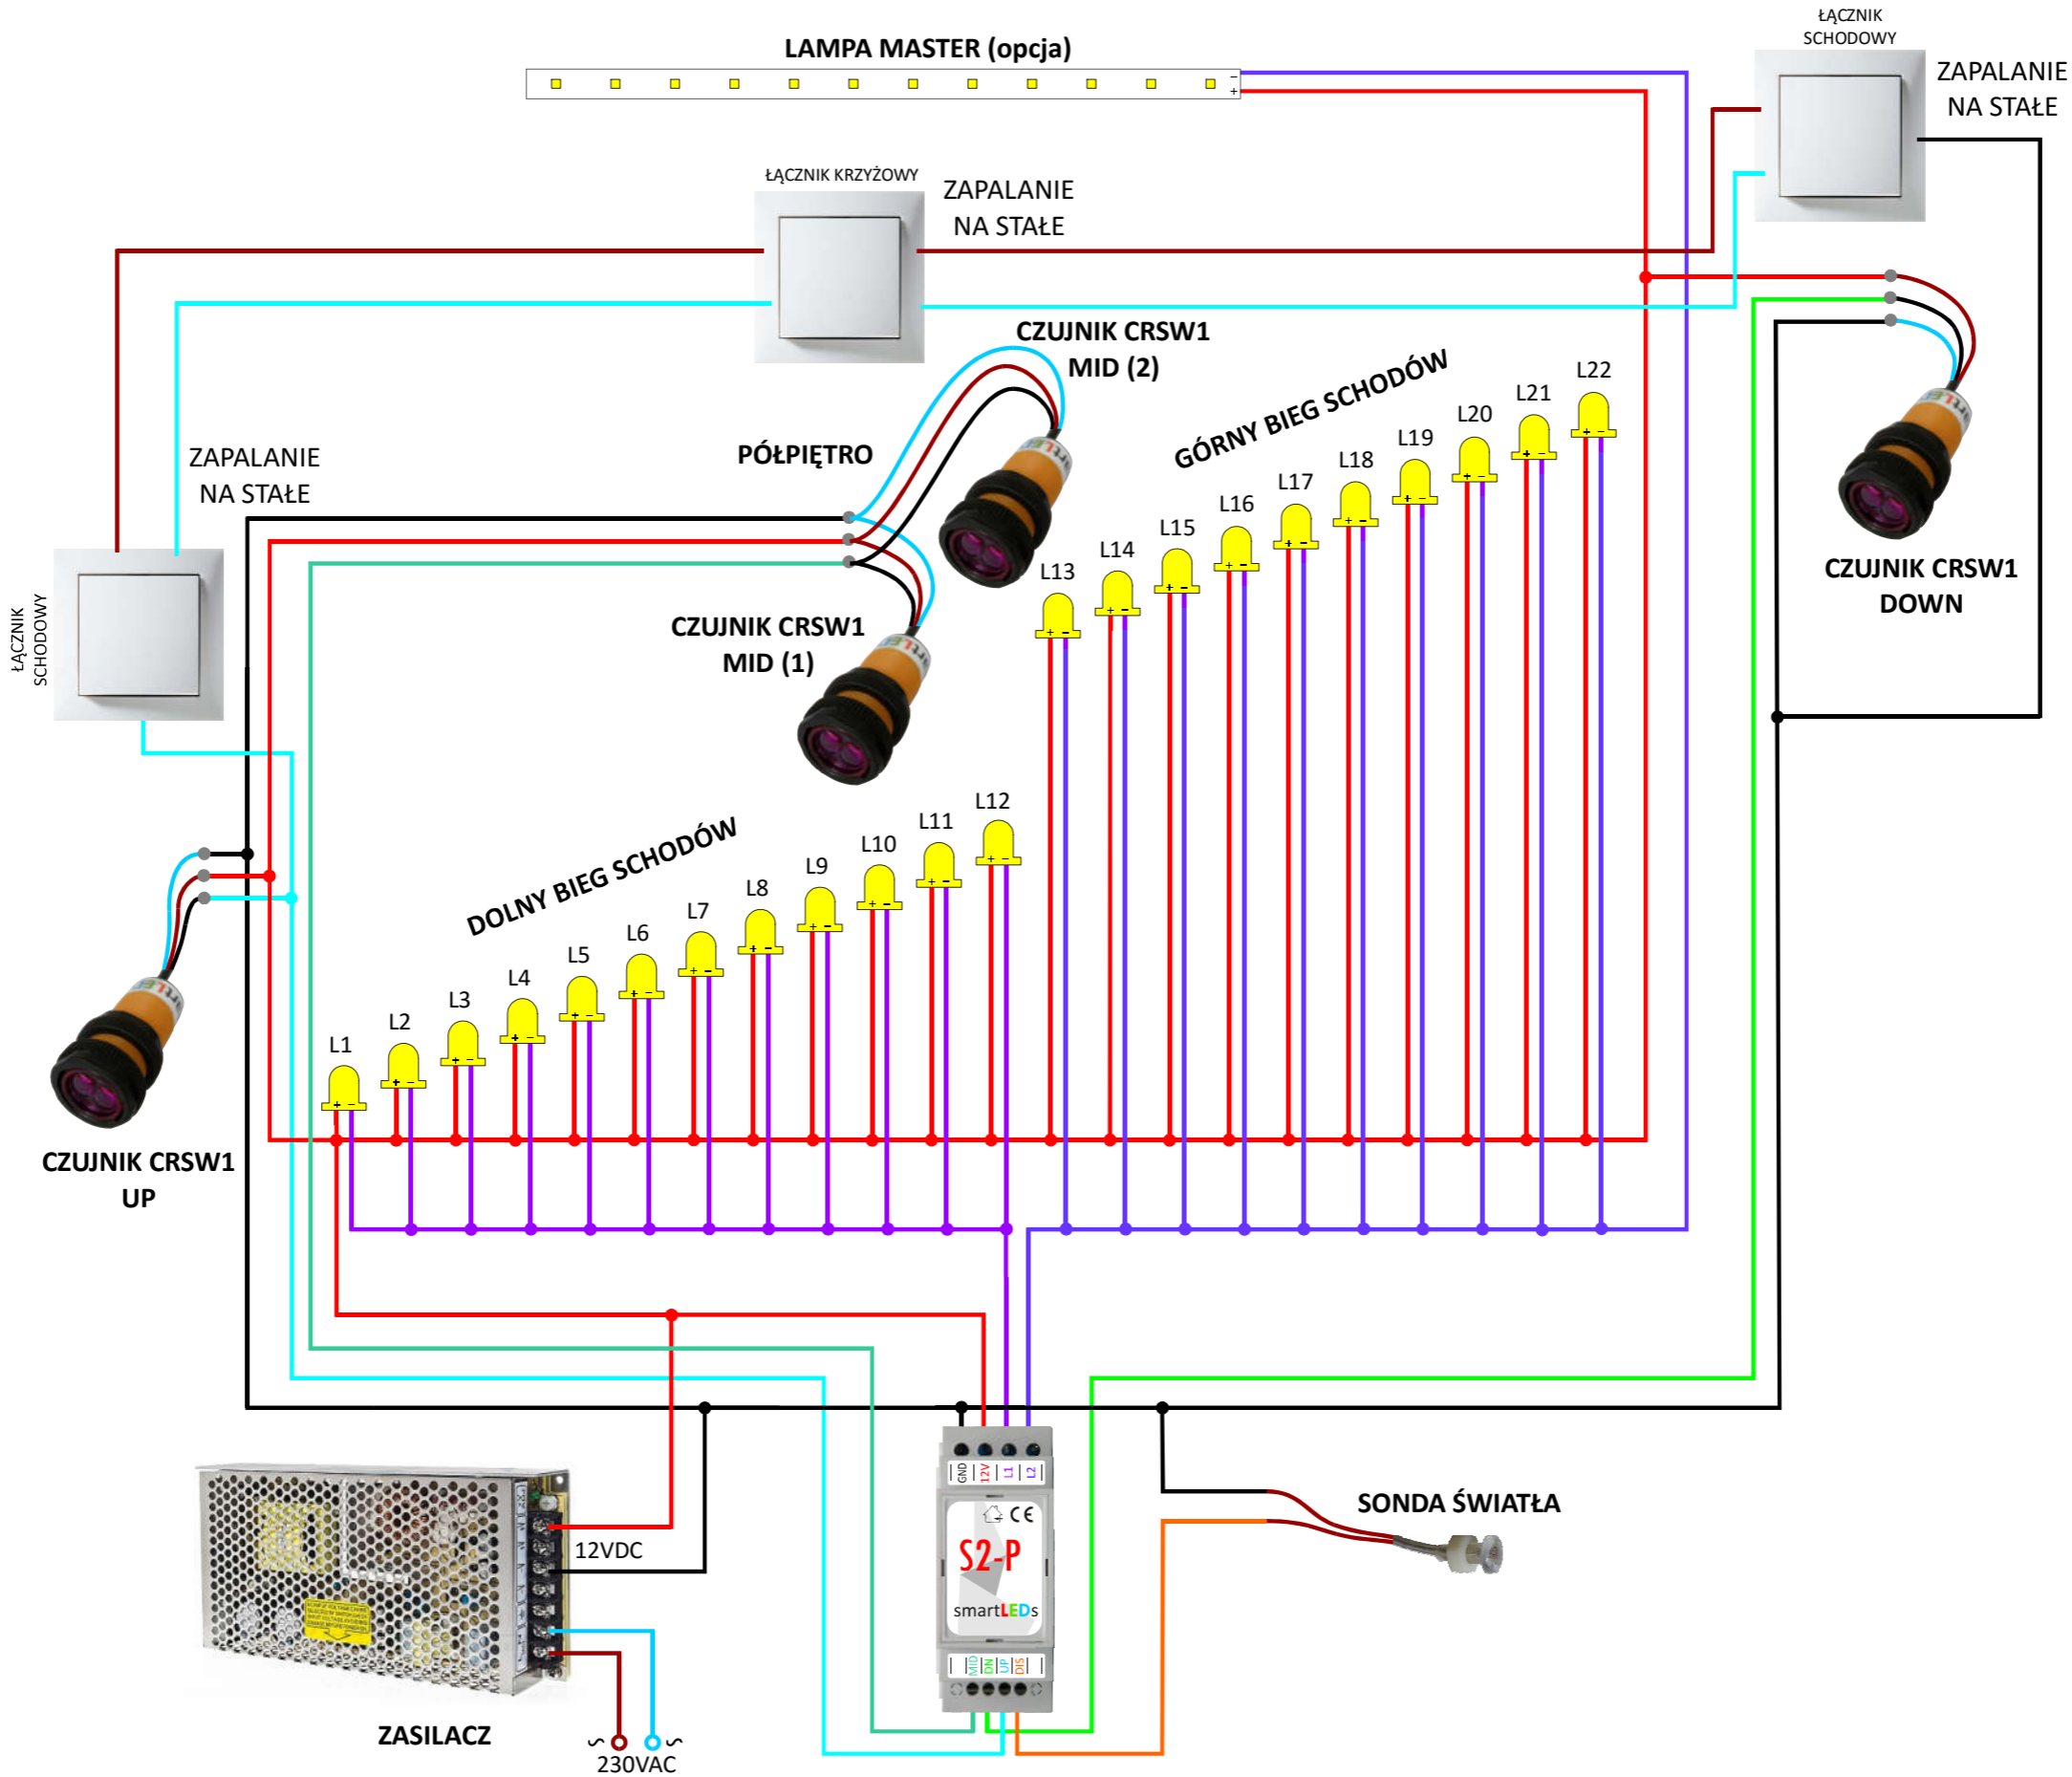 ŁĄCZNIK
SCHODOWY
LAMPA MASTER (opcja)
ZAPALANIE
NA STAŁE
ŁĄCZNIK KRZYŻOWY
ZAPALANIE
NA STAŁE
CZUJNIK CRSW1
MID (2)
GÓRNY BIEG SCHODÓW
L22
L21
L20
L19
L18
L17
L16
L15
L14
L13
PÓŁPIĘTRO
ZAPALANIE
NA STAŁE
CZUJNIK CRSW1
DOWN
ŁĄCZNIK
SCHODOWY
CZUJNIK CRSW1
MID (1)
DOLNY BIEG SCHODÓW
L12
L11
L10
L9
L8
L7
L6
L5
L4
L3
L2
L1
CZUJNIK CRSW1
UP
GND 12V L1 L2
CE
S2-P
smartLEDs
MID DN UP DIS
12VDC
SONDA ŚWIATŁA
ZASILACZ
~ ~
230VAC